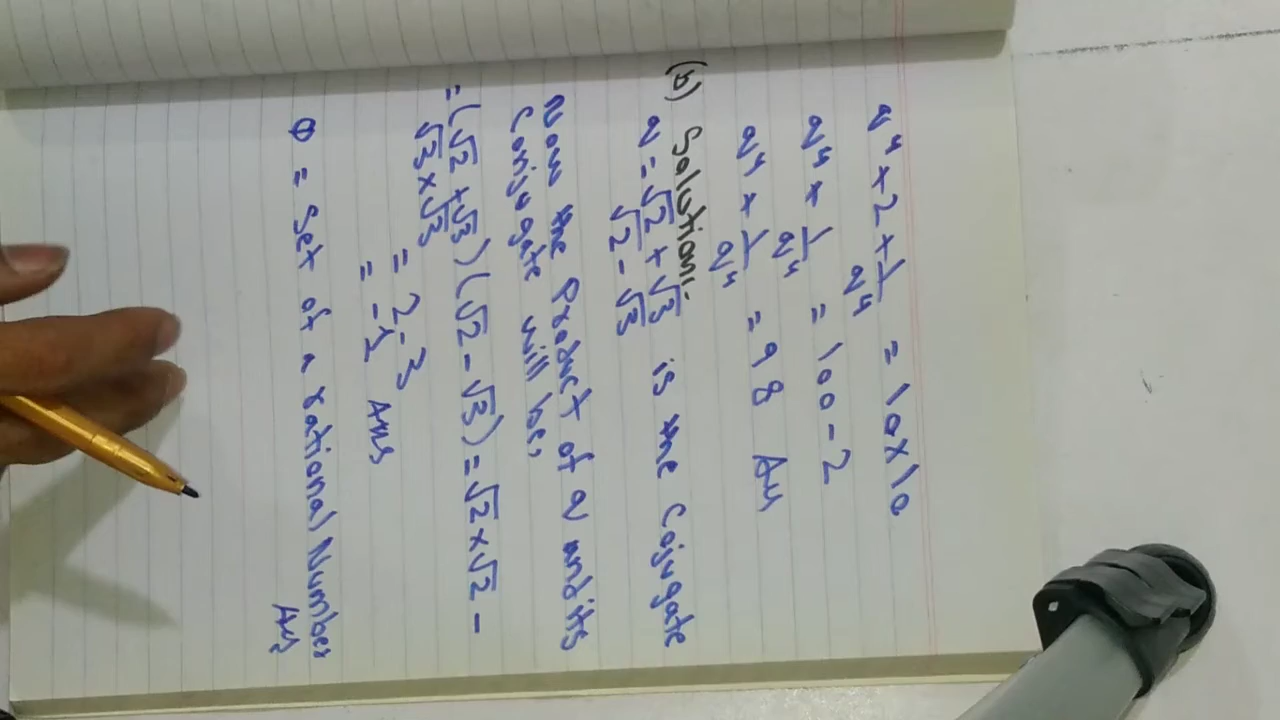 a⁴ + 2 + 1/a⁴ = 10 × 10
a⁴ + 1/a⁴ = 100 - 2
a⁴ + 1/a⁴ = 98 Ans
(b) Solution:-
a = √2 + √3 is the Cojugate
√2 - √3
Now the Product of a and its
Conjugate will be,
= (√2 + √3) (√2 - √3) = √2 × √2 -
√3 × √3
= 2 - 3
= -1 Ans
Φ = Set of a rational Number
Ans